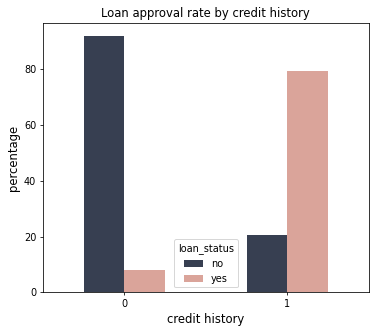 Loan approval rate by credit history
percentage
80
60
40
20
0
loan_status
no
yes
0 1
credit history